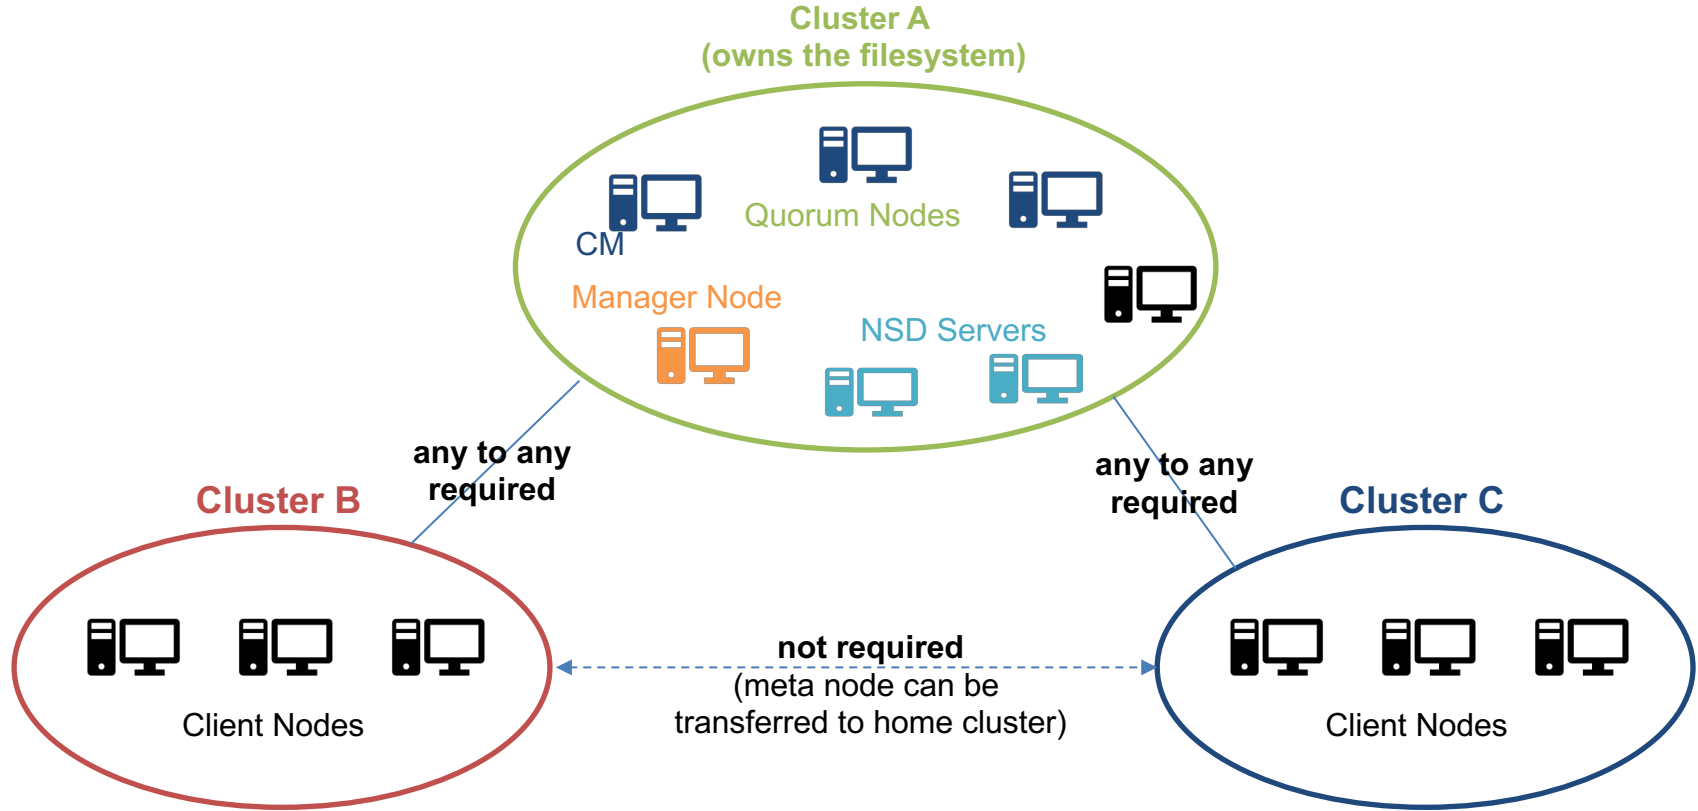 Cluster A
(owns the filesystem)
Quorum Nodes
CM
Manager Node
NSD Servers
any to any
required
any to any
required
Cluster B
Cluster C
not required
(meta node can be
transferred to home cluster)
Client Nodes
Client Nodes